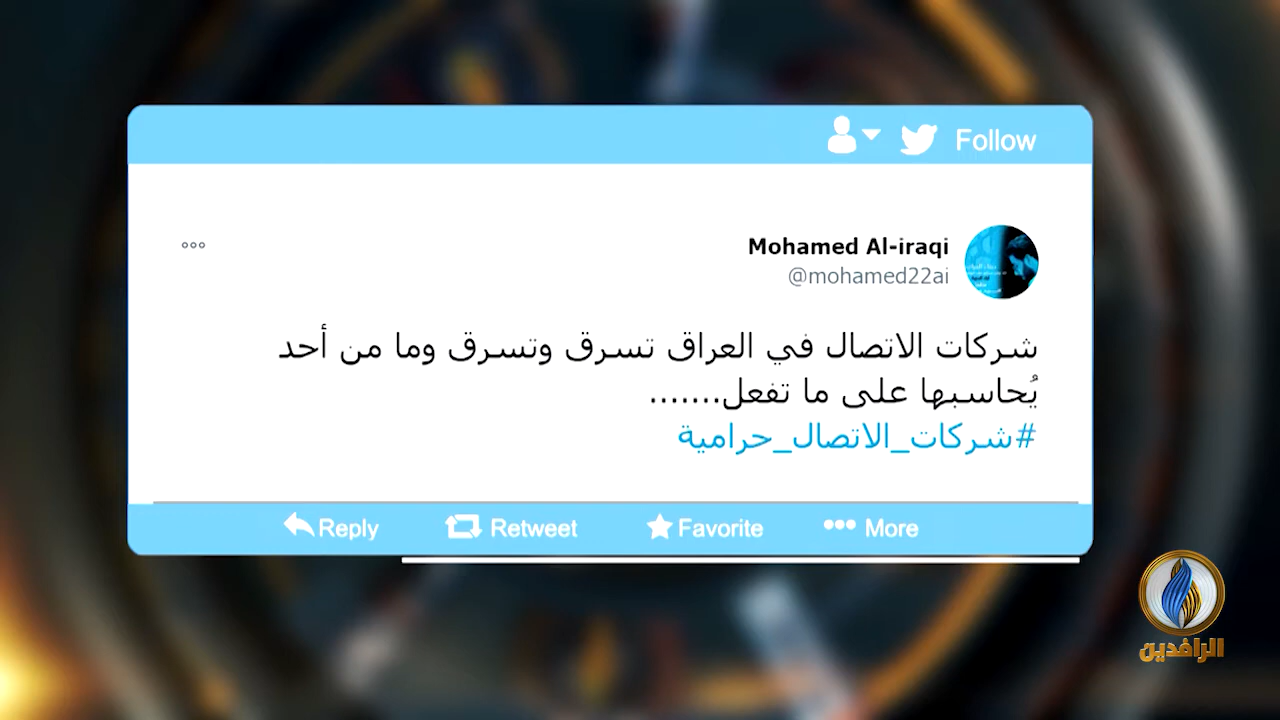 Follow
Mohamed Al-iraqi
@mohamed22ai
شركات الاتصال في العراق تسرق وتسرق وما من أحد
يُحاسبها على ما تفعل.......
#شركات_الاتصال_حرامية
Reply Retweet Favorite More
الرافدين